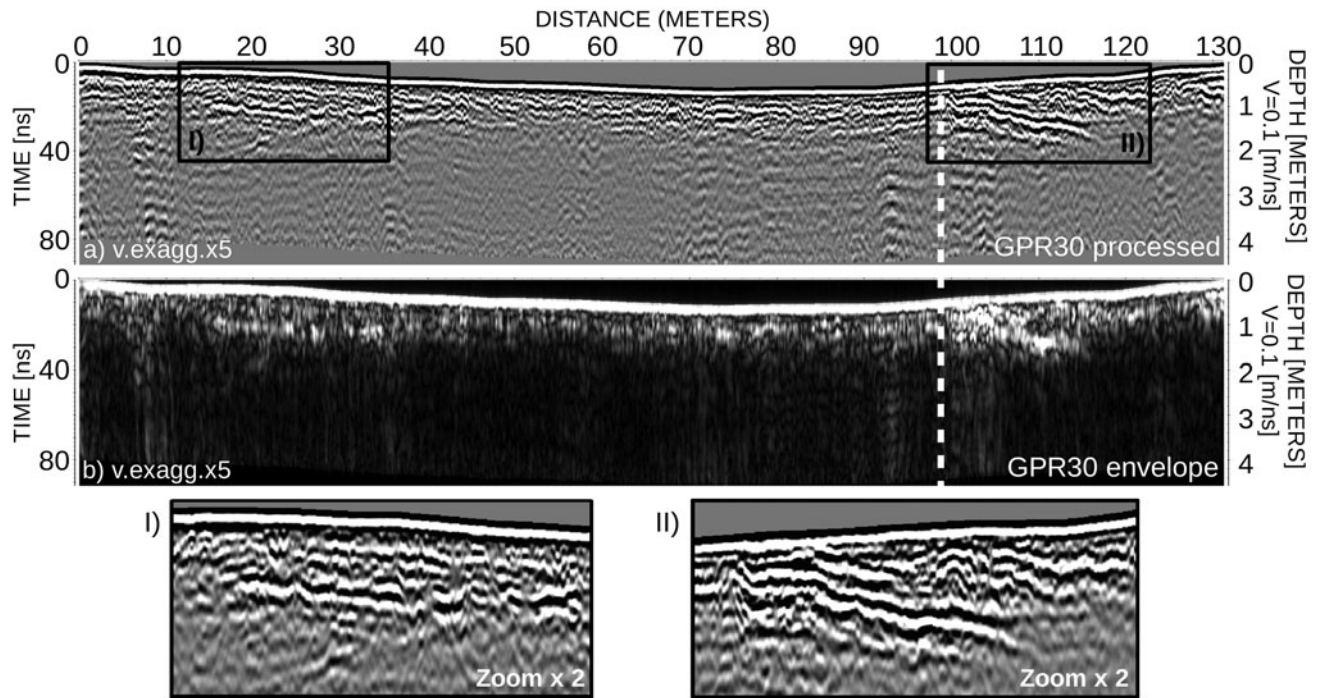 DISTANCE (METERS)
0 10 20 30 40 50 60 70 80 90 100 110 120 130
0
40
80
TIME [ns]
I)
II)
a) v.exagg.x5
GPR30 processed
0
1
2
3
4
DEPTH [METERS]
V=0.1 [m/ns]
0
40
80
TIME [ns]
b) v.exagg.x5
GPR30 envelope
0
1
2
3
4
DEPTH [METERS]
V=0.1 [m/ns]
I)
Zoom x 2
II)
Zoom x 2